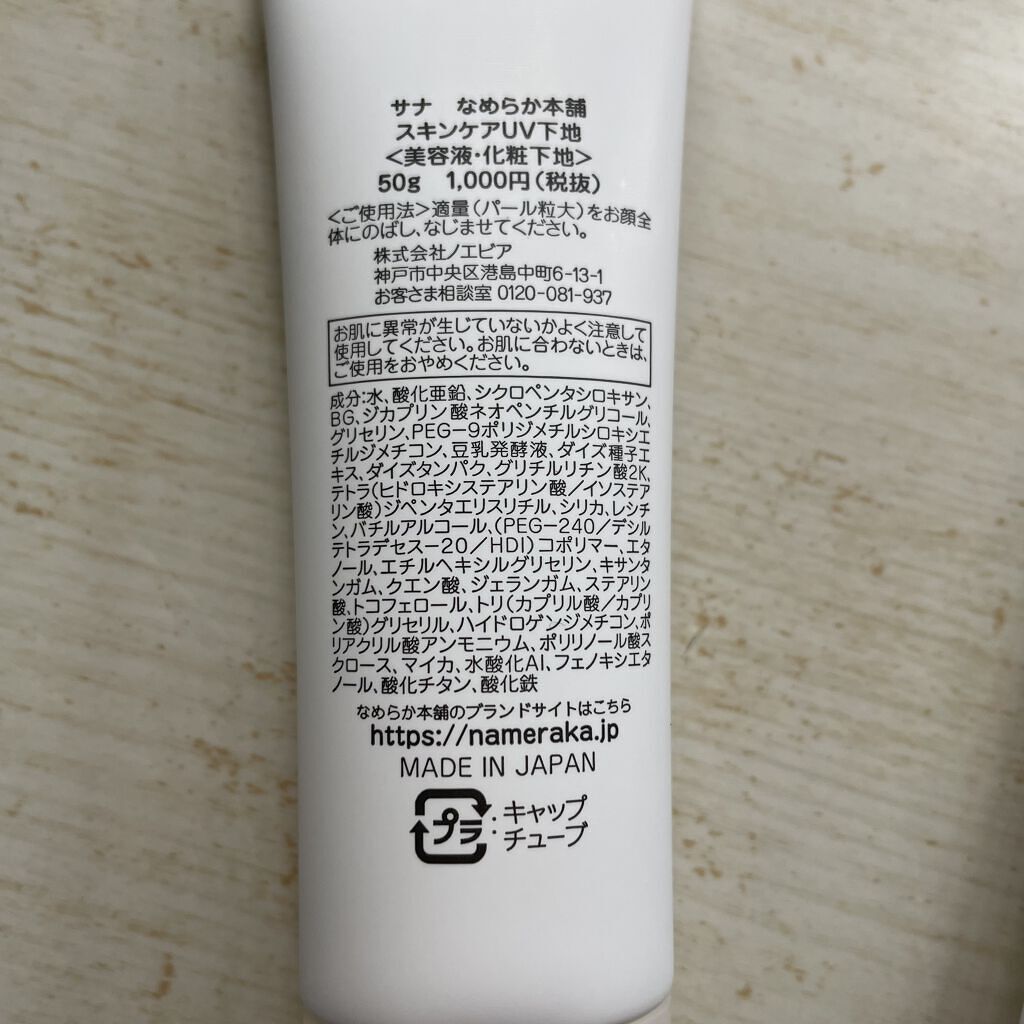 サナ なめらか本舗
スキンケアUV下地
<美容液・化粧下地>
50g 1,000円(税抜)
<ご使用法>適量(パール粒大)をお顔全
体にのばし、なじませてください。
株式会社ノエビア
神戸市中央区港島中町6-13-1
お客さま相談室 0120-081-937
お肌に異常が生じていないかよく注意して
使用してください。お肌に合わないときは、
ご使用をおやめください。
成分:水、酸化亜鉛、シクロペンタシロキサン、
BG、ジカプリン酸ネオペンチルグリコール、
グリセリン、PEG-9ポリジメチルシロキシエ
チルジメチコン、豆乳発酵液、ダイズ種子エ
キス、ダイズタンパク、グリチルリチン酸2K、
テトラ(ヒドロキシステアリン酸/イソステア
リン酸)ジペンタエリスリチル、シリカ、レシチ
ン、バチルアルコール、(PEG-240/デシル
テトラデセス-20/HDI)コポリマー、エタ
ノール、エチルヘキシルグリセリン、キサンタ
ンガム、クエン酸、ジェランガム、ステアリン
酸、トコフェロール、トリ(カプリル酸/カプリ
ン酸)グリセリル、ハイドロゲンジメチコン、ポ
リアクリル酸アンモニウム、ポリリノール酸ス
クロース、マイカ、水酸化Al、フェノキシエタ
ノール、酸化チタン、酸化鉄
なめらか本舗のブランドサイトはこちら
https://nameraka.jp
MADE IN JAPAN
プラ:キャップ
チューブ